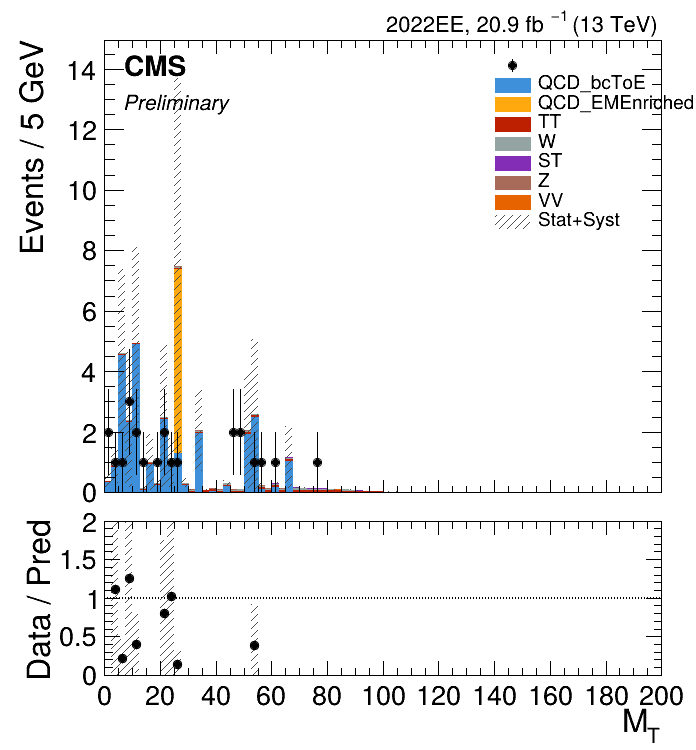 2022EE, 20.9 fb ⁻¹ (13 TeV)
Events / 5 GeV
14
12
10
8
6
4
2
0
CMS
Preliminary
QCD_bcToE
QCD_EMEnriched
TT
W
ST
Z
VV
Stat+Syst
Data / Pred
2
1.5
1
0.5
0
0 20 40 60 80 100 120 140 160 180 200
M_T